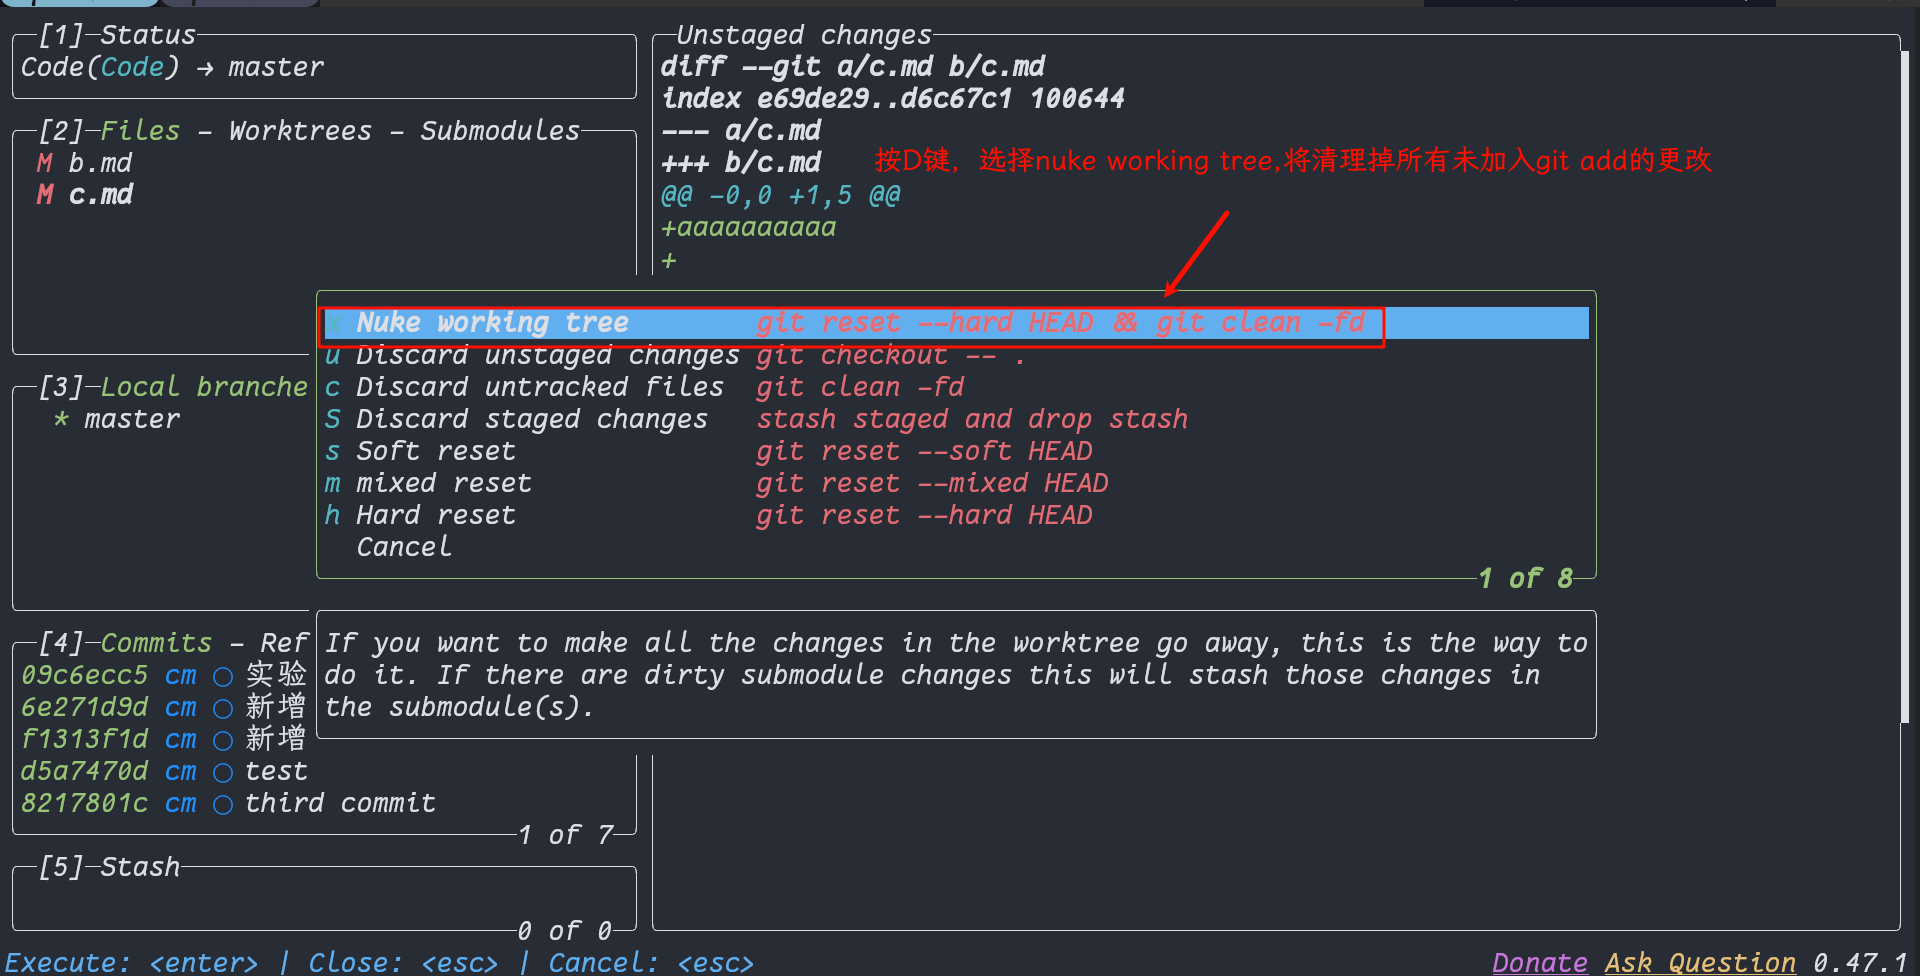 [1] Status
Code(Code) → master
[2] Files - Worktrees - Submodules
M b.md
M c.md
[3] Local branche
* master
[4] Commits - Ref
09c6ecc5 cm ○ 实验
6e271d9d cm ○ 新增
f1313f1d cm ○ 新增
d5a7470d cm ○ test
8217801c cm ○ third commit
1 of 7
[5] Stash
0 of 0
Unstaged changes
diff --git a/c.md b/c.md
index e69de29..d6c67c1 100644
--- a/c.md
+++ b/c.md
按D键，选择nuke working tree,将清理掉所有未加入git add的更改
@@ -0,0 +1,5 @@
+aaaaaaaaaa
+
x Nuke working tree git reset --hard HEAD && git clean -fd
u Discard unstaged changes git checkout -- .
c Discard untracked files git clean -fd
S Discard staged changes stash staged and drop stash
s Soft reset git reset --soft HEAD
m mixed reset git reset --mixed HEAD
h Hard reset git reset --hard HEAD
Cancel
1 of 8
If you want to make all the changes in the worktree go away, this is the way to
do it. If there are dirty submodule changes this will stash those changes in
the submodule(s).
Execute: <enter> | Close: <esc> | Cancel: <esc>
Donate Ask Question 0.47.1